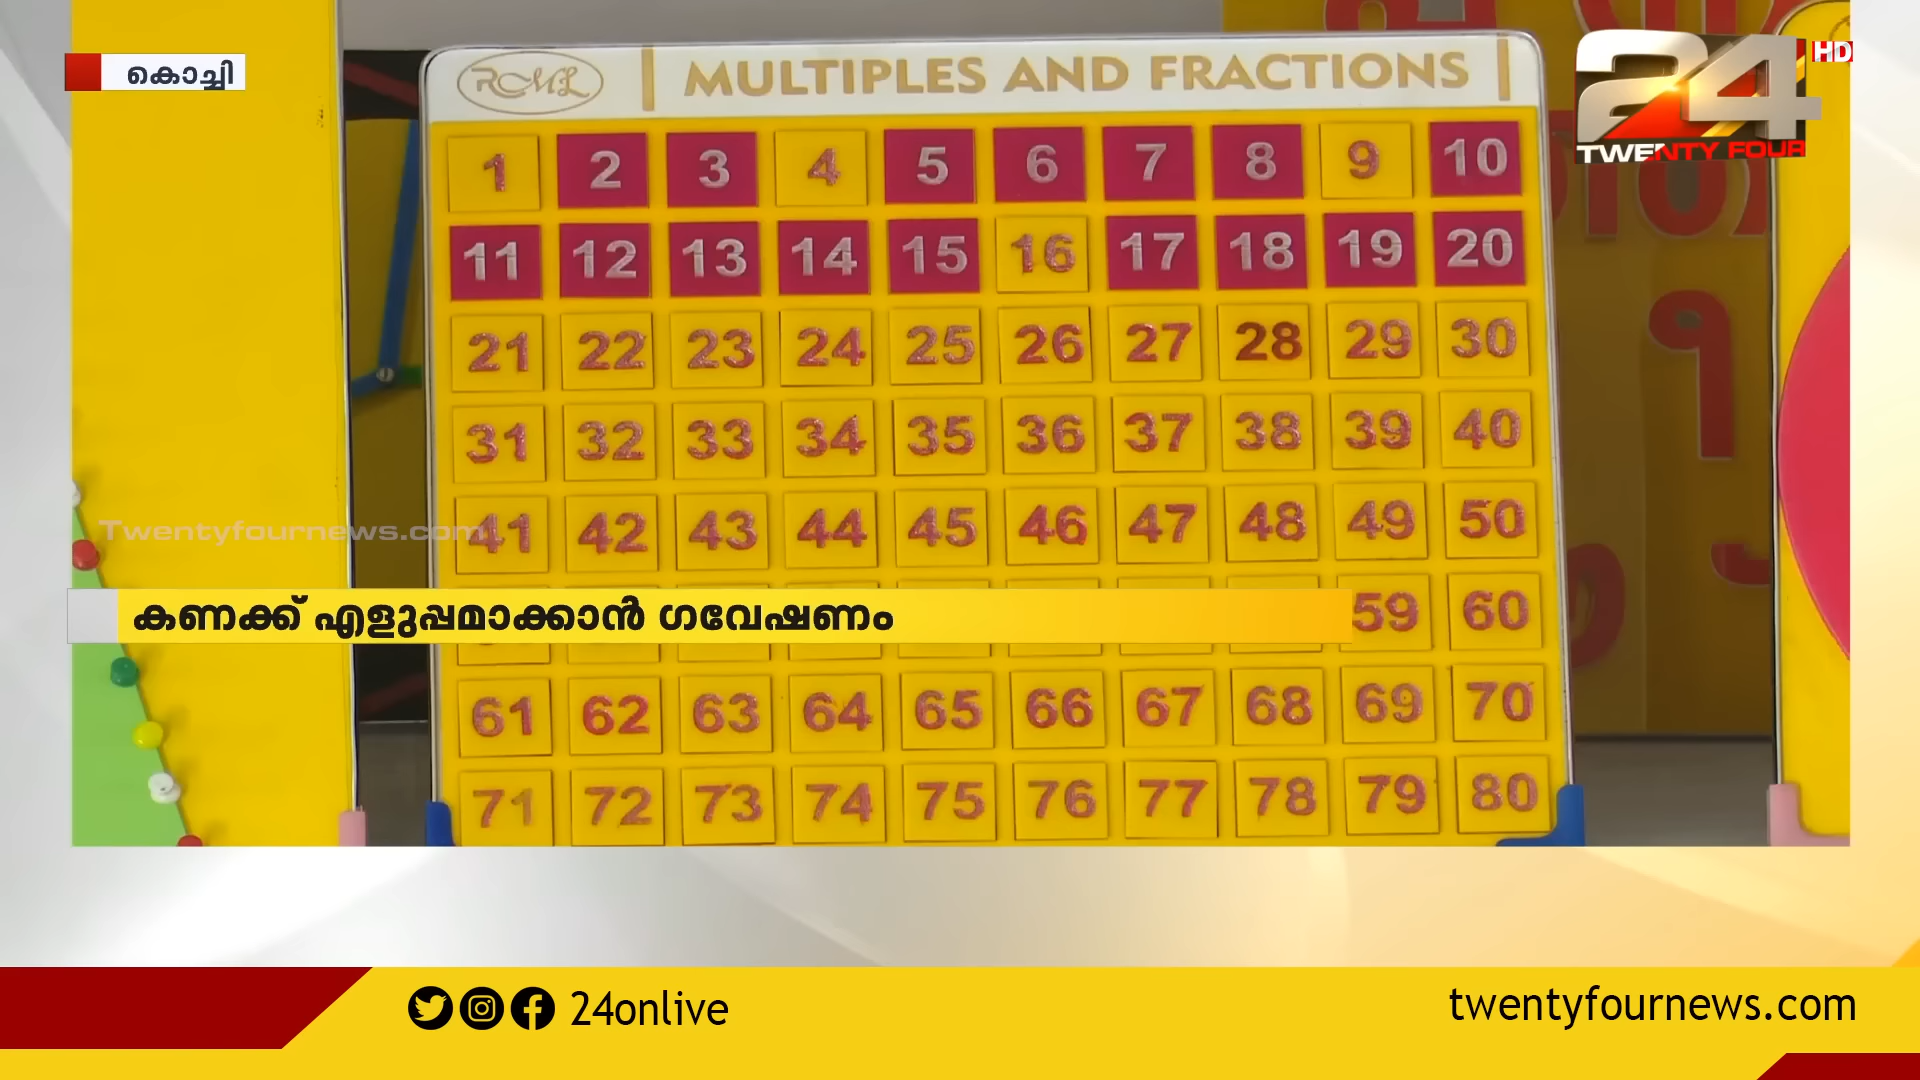 കൊച്ചി
RML
MULTIPLES AND FRACTIONS
24
HD
TWENTY FOUR
1 2 3 4 5 6 7 8 9 10
11 12 13 14 15 16 17 18 19 20
21 22 23 24 25 26 27 28 29 30
31 32 33 34 35 36 37 38 39 40
41 42 43 44 45 46 47 48 49 50
Twentyfournews.com
കണക്ക് എളുപ്പമാക്കാൻ ഗവേഷണം
59 60
61 62 63 64 65 66 67 68 69 70
71 72 73 74 75 76 77 78 79 80
24onlive
twentyfournews.com